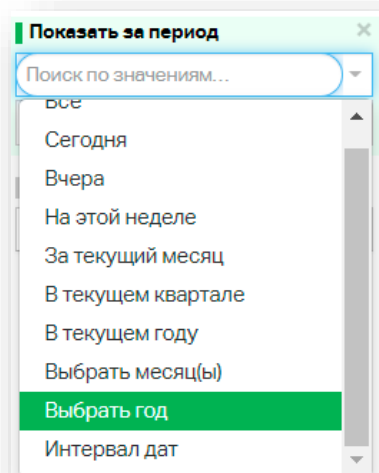 Показать за период
Поиск по значениям...
Все
Сегодня
Вчера
На этой неделе
За текущий месяц
В текущем квартале
В текущем году
Выбрать месяц(ы)
Выбрать год
Интервал дат